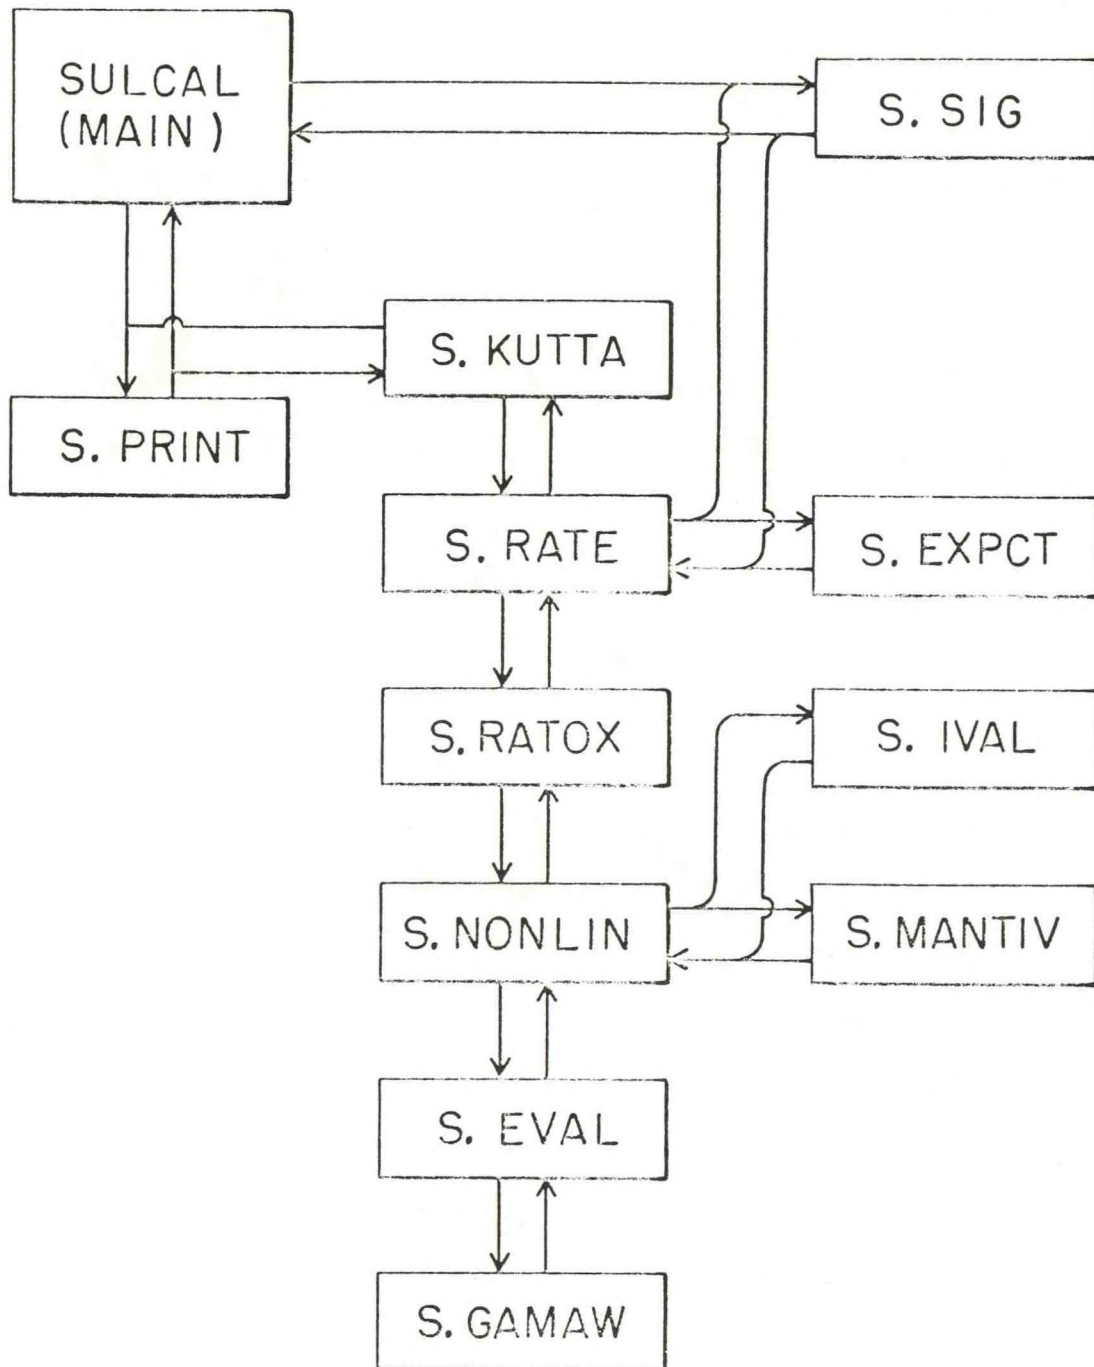 SULCAL
(MAIN)
S. SIG
S. KUTTA
S. PRINT
S. RATE
S. EXPCT
S. RATOX
S. IVAL
S. NONLIN
S. MANTIV
S. EVAL
S. GAMAW